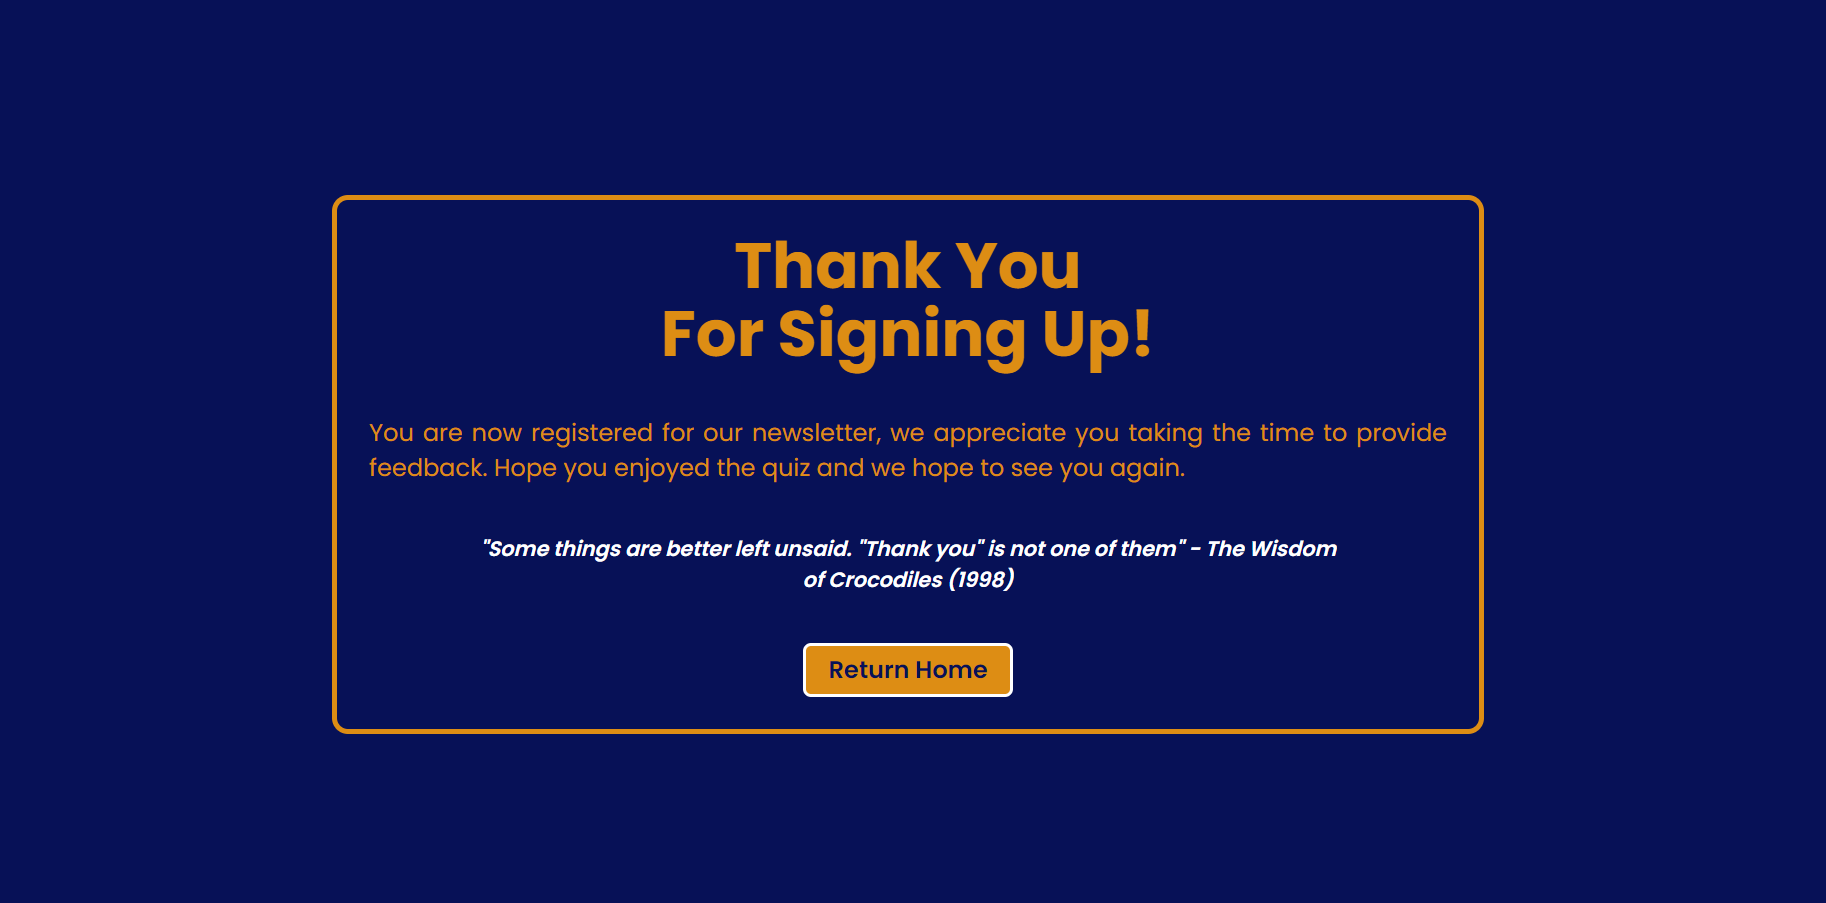 Thank You
For Signing Up!
You are now registered for our newsletter, we appreciate you taking the time to provide
feedback. Hope you enjoyed the quiz and we hope to see you again.
"Some things are better left unsaid. "Thank you" is not one of them" - The Wisdom
of Crocodiles (1998)
Return Home